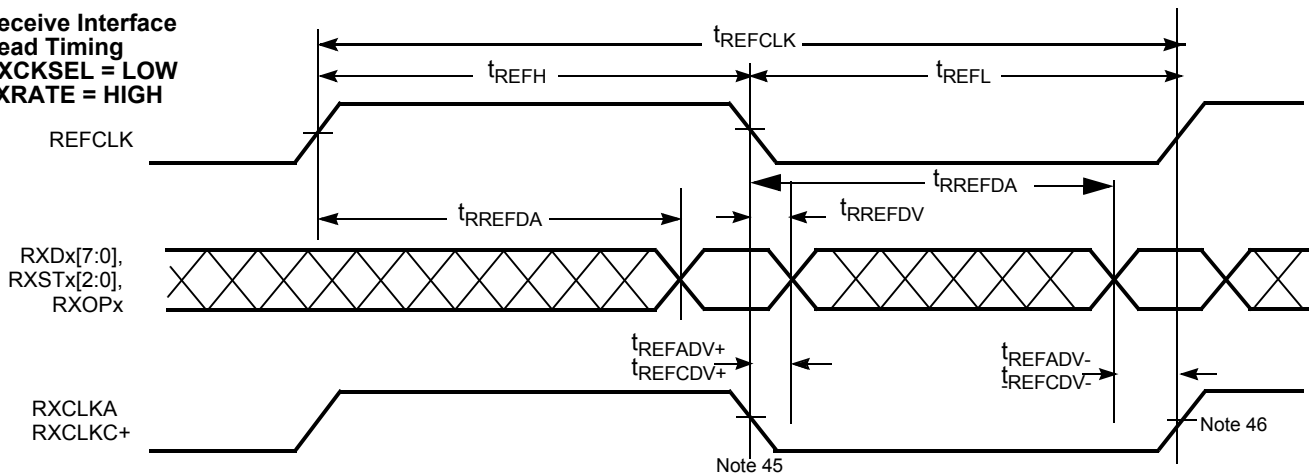 eceive Interface
ead Timing
XCKSEL = LOW
XRATE = HIGH
tREFCLK
tREFH
tREFL
REFCLK
tRREFDA
tRREFDA
tRREFDV
RXDx[7:0],
RXSTx[2:0],
RXOPx
tREFADV+
tREFCDV+
tREFADV-
tREFCDV-
RXCLKA
RXCLKC+
Note 45
Note 46